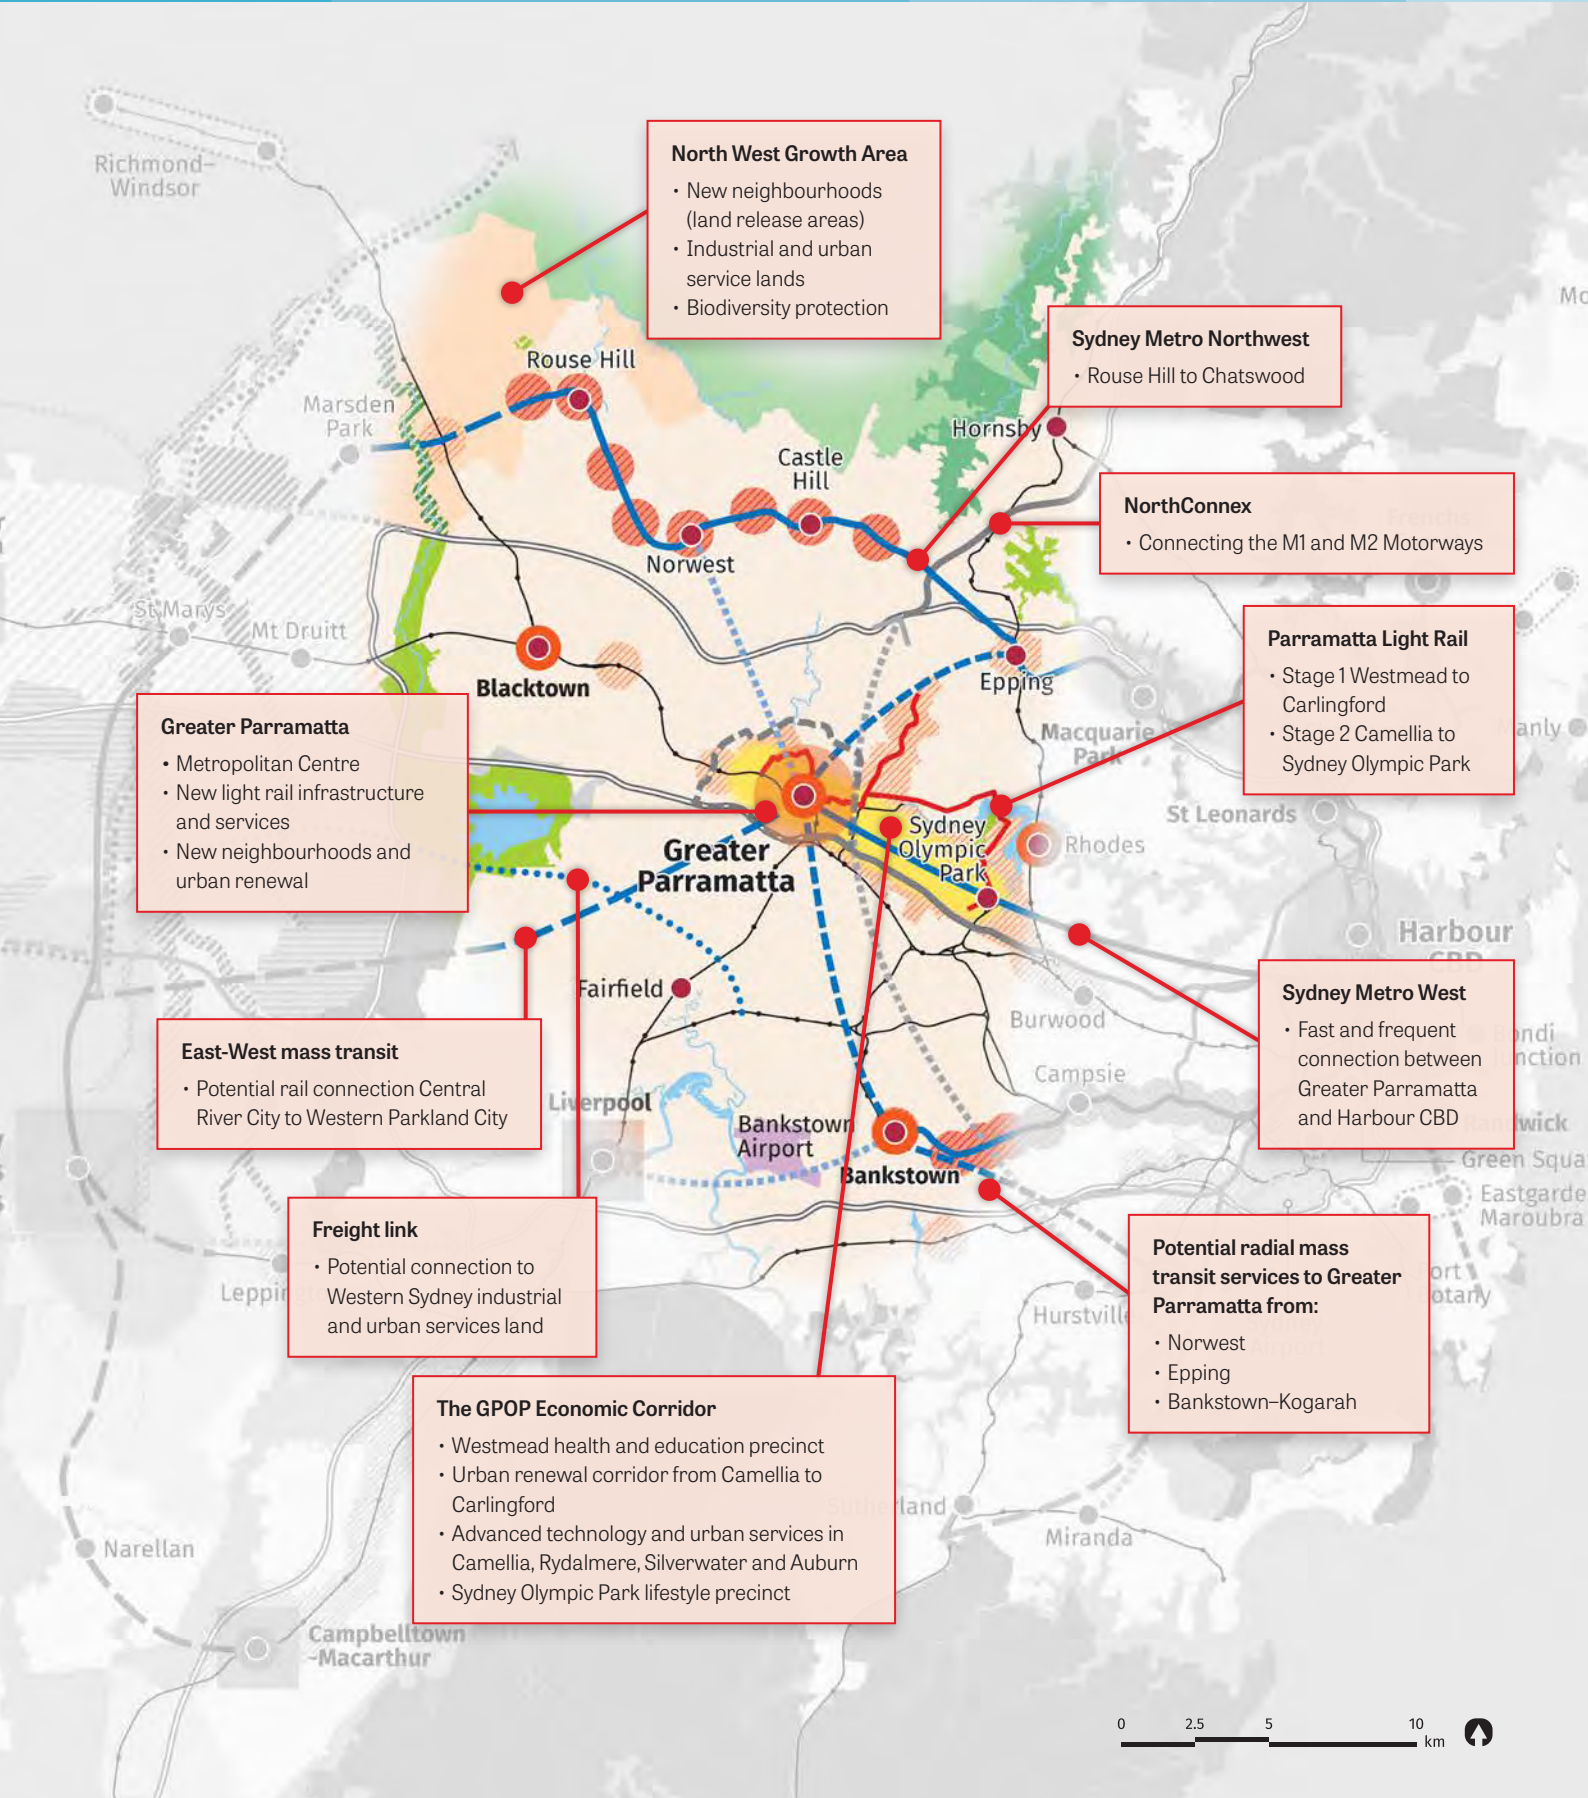 Richmond–
Windsor
North West Growth Area
• New neighbourhoods
(land release areas)
• Industrial and urban
service lands
• Biodiversity protection
Sydney Metro Northwest
• Rouse Hill to Chatswood
Rouse Hill
Marsden
Park
Hornsby
Castle
Hill
NorthConnex
• Connecting the M1 and M2 Motorways
Norwest
St Marys
Mt Druitt
Parramatta Light Rail
• Stage 1 Westmead to
Carlingford
• Stage 2 Camellia to
Sydney Olympic Park
Blacktown
Epping
Greater Parramatta
• Metropolitan Centre
• New light rail infrastructure
and services
• New neighbourhoods and
urban renewal
Macquarie
Park
Manly
St Leonards
Sydney
Olympic
Park
Rhodes
Greater
Parramatta
Harbour
CBD
Sydney Metro West
• Fast and frequent
connection between
Greater Parramatta
and Harbour CBD
Fairfield
Burwood
East-West mass transit
• Potential rail connection Central
River City to Western Parkland City
Campsie
Liverpool
Bankstown
Airport
Bankstown
Randwick
Green Squa
Eastgarde
Maroubra
Freight link
• Potential connection to
Western Sydney industrial
and urban services land
Potential radial mass
transit services to Greater
Parramatta from:
• Norwest
• Epping
• Bankstown–Kogarah
Hurstville
The GPOP Economic Corridor
• Westmead health and education precinct
• Urban renewal corridor from Camellia to
Carlingford
• Advanced technology and urban services in
Camellia, Rydalmere, Silverwater and Auburn
• Sydney Olympic Park lifestyle precinct
Sutherland
Miranda
Narellan
Campbelltown
-Macarthur
0 2.5 5 10
km